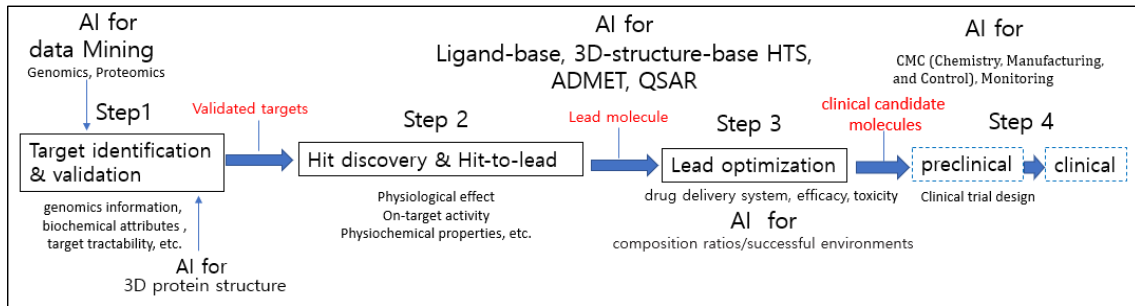 AI for
data Mining
Genomics, Proteomics
Step1
Target identification
& validation
genomics information,
biochemical attributes ,
target tractability, etc.
AI for
3D protein structure
Validated targets
Step 2
Hit discovery & Hit-to-lead
Physiological effect
On-target activity
Physiochemical properties, etc.
AI for
Ligand-base, 3D-structure-base HTS,
ADMET, QSAR
Lead molecule
Step 3
Lead optimization
drug delivery system, efficacy, toxicity
AI for
composition ratios/successful environments
clinical candidate
molecules
AI for
CMC (Chemistry, Manufacturing,
and Control), Monitoring
Step 4
preclinical
clinical
Clinical trial design